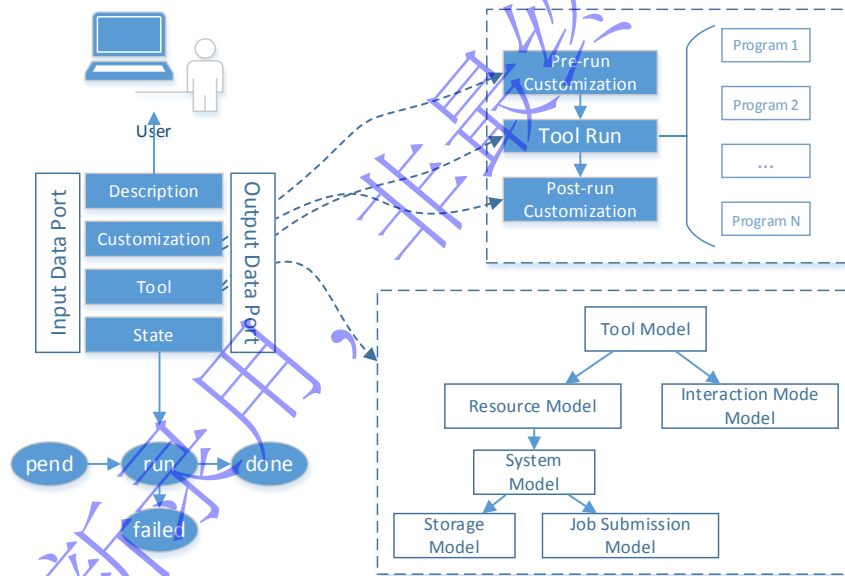 User
Input Data Port
Description
Customization
Tool
State
Output Data Port
pend
run
done
failed
Pre-run
Customization
Tool Run
Post-run
Customization
Program 1
Program 2
...
Program N
Tool Model
Resource Model
Interaction Mode
Model
System
Model
Storage
Model
Job Submission
Model